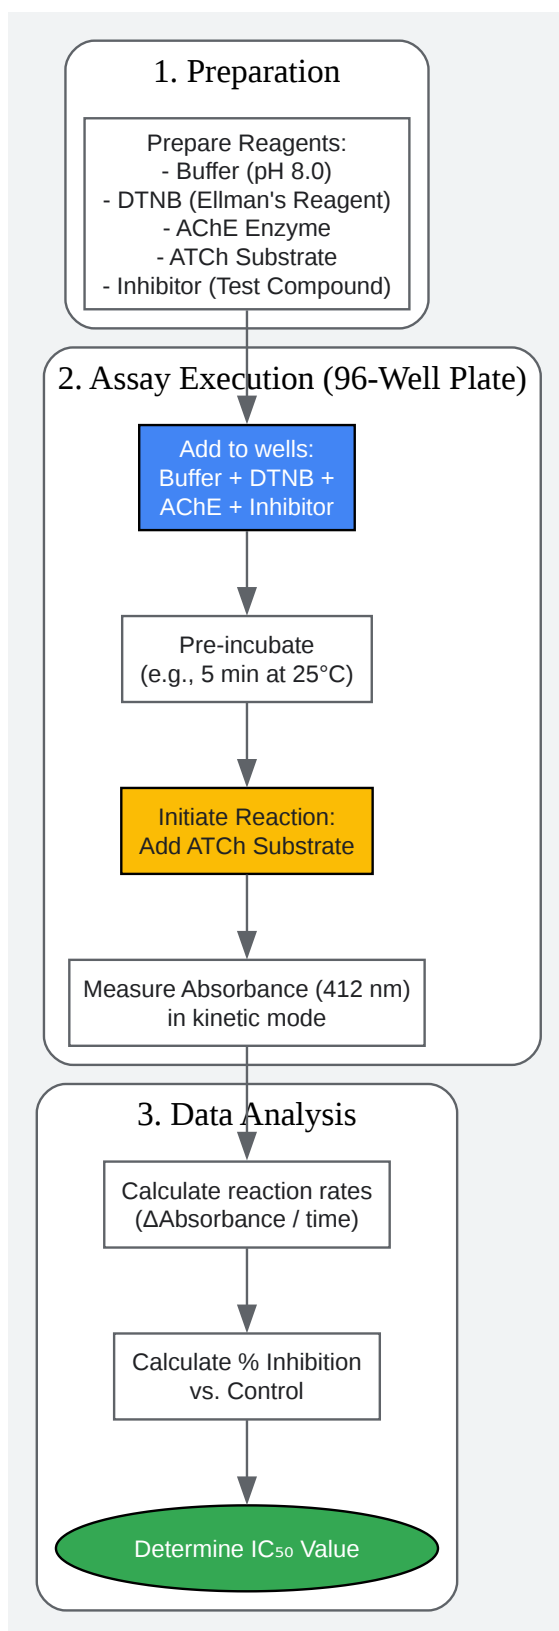 1. Preparation
Prepare Reagents:
- Buffer (pH 8.0)
- DTNB (Ellman's Reagent)
- AChE Enzyme
- ATCh Substrate
- Inhibitor (Test Compound)
2. Assay Execution (96-Well Plate)
Add to wells:
Buffer + DTNB +
AChE + Inhibitor
Pre-incubate
(e.g., 5 min at 25°C)
Initiate Reaction:
Add ATCh Substrate
Measure Absorbance (412 nm)
in kinetic mode
3. Data Analysis
Calculate reaction rates
(ΔAbsorbance / time)
Calculate % Inhibition
vs. Control
Determine IC₅₀ Value